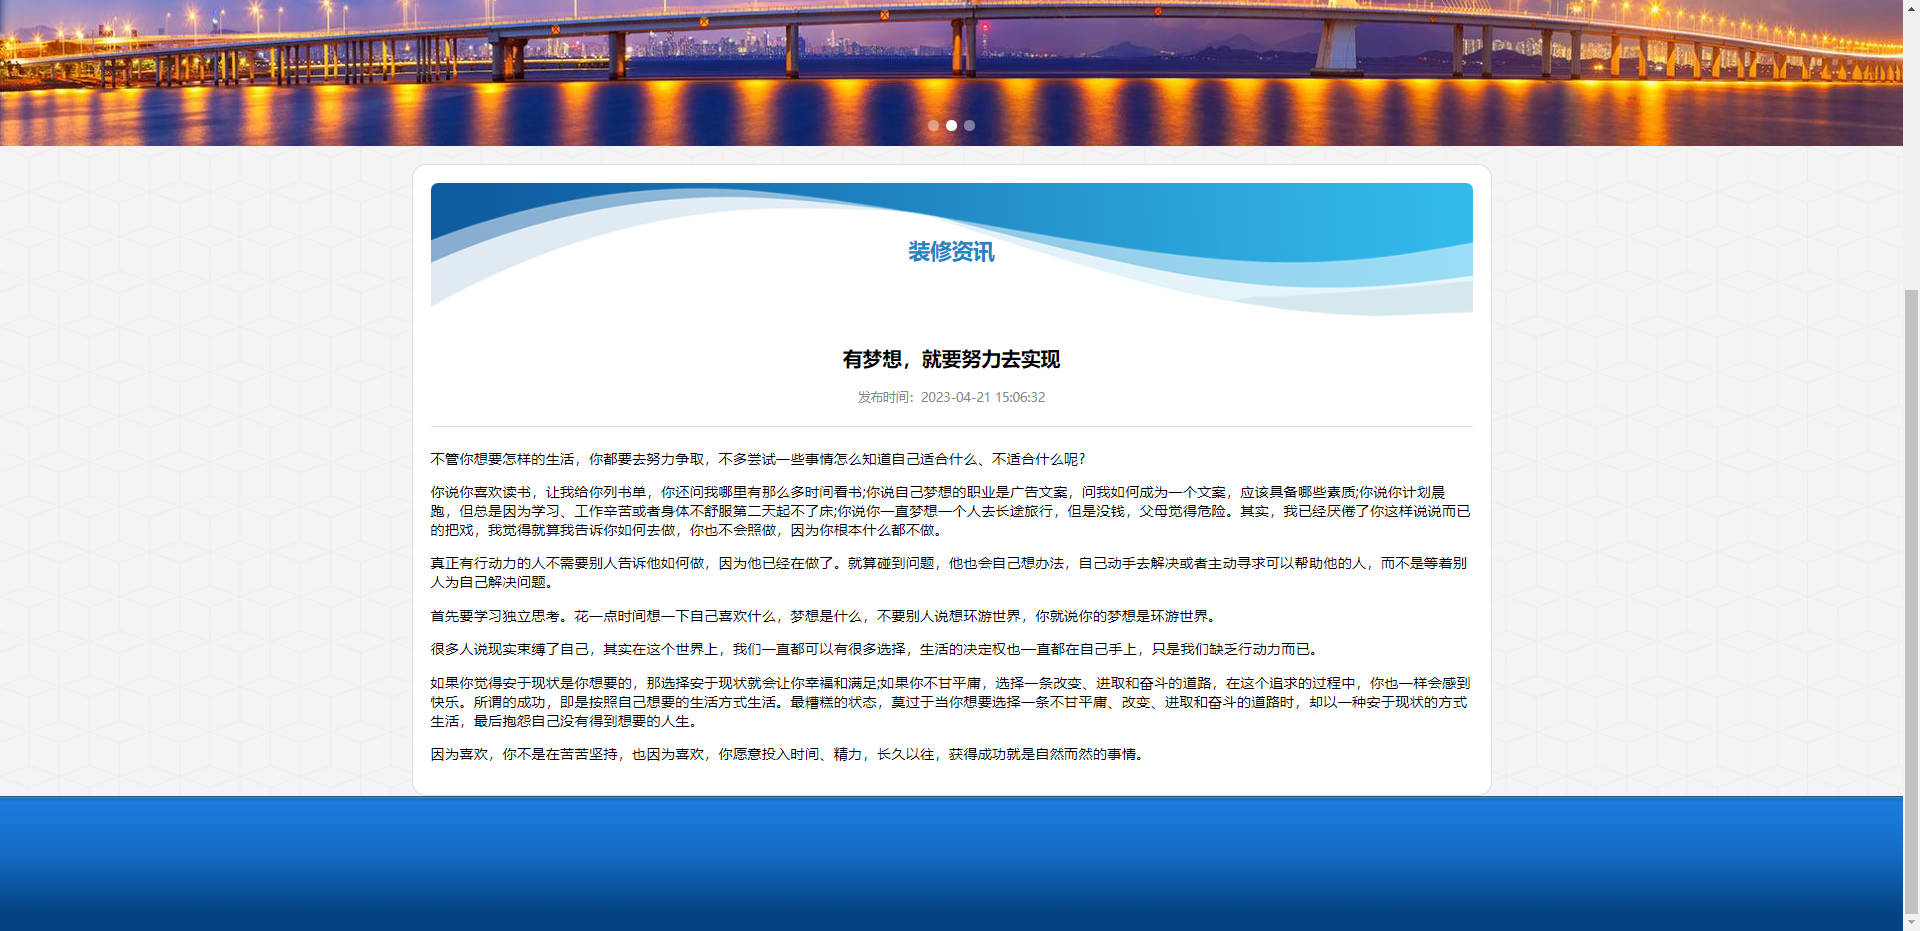 装修资讯
有梦想，就要努力去实现
发布时间：2023-04-21 15:06:32
不管你想要怎样的生活，你都要去努力争取，不多尝试一些事情怎么知道自己适合什么、不适合什么呢?
你说你喜欢读书，让我给你列书单，你还问我哪里有那么多时间看书;你说自己梦想的职业是广告文案，问我如何成为一个文案，应该具备哪些素质;你说你计划晨
跑，但总是因为学习、工作辛苦或者身体不舒服第二天起不了床;你说你一直梦想一个人去长途旅行，但是没钱，父母觉得危险。其实，我已经厌倦了你这样说说而已
的把戏，我觉得就算我告诉你如何去做，你也不会照做，因为你根本什么都不做。
真正有行动力的人不需要别人告诉他如何做，因为他已经在做了。就算碰到问题，他也会自己想办法，自己动手去解决或者主动寻求可以帮助他的人，而不是等着别
人为自己解决问题。
首先要学习独立思考。花一点时间想一下自己喜欢什么，梦想是什么，不要别人说想环游世界，你就说你的梦想是环游世界。
很多人说现实束缚了自己，其实在这个世界上，我们一直都可以有很多选择，生活的决定权也一直都在自己手上，只是我们缺乏行动力而已。
如果你觉得安于现状是你想要的，那选择安于现状就会让你幸福和满足;如果你不甘平庸，选择一条改变、进取和奋斗的道路，在这个追求的过程中，你也一样会感到
快乐。所谓的成功，即是按照自己想要的生活方式生活。最糟糕的状态，莫过于当你想要选择一条不甘平庸、改变、进取和奋斗的道路时，却以一种安于现状的方式
生活，最后抱怨自己没有得到想要的人生。
因为喜欢，你不是在苦苦坚持，也因为喜欢，你愿意投入时间、精力，长久以往，获得成功就是自然而然的事情。